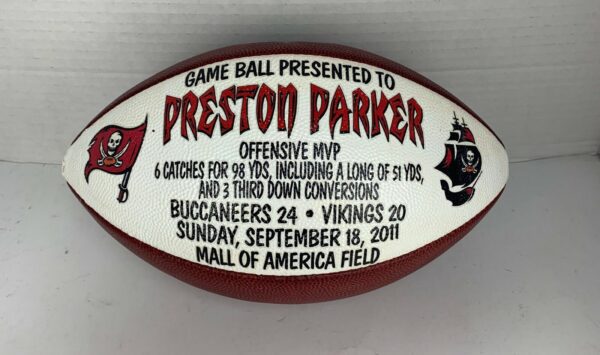 GAME BALL PRESENTED TO
PRESTON PARKER
OFFENSIVE MVP
6 CATCHES FOR 98 YDS, INCLUDING A LONG OF 51 YDS,
AND 3 THIRD DOWN CONVERSIONS
BUCCANEERS 24 • VIKINGS 20
SUNDAY, SEPTEMBER 18, 2011
MALL OF AMERICA FIELD